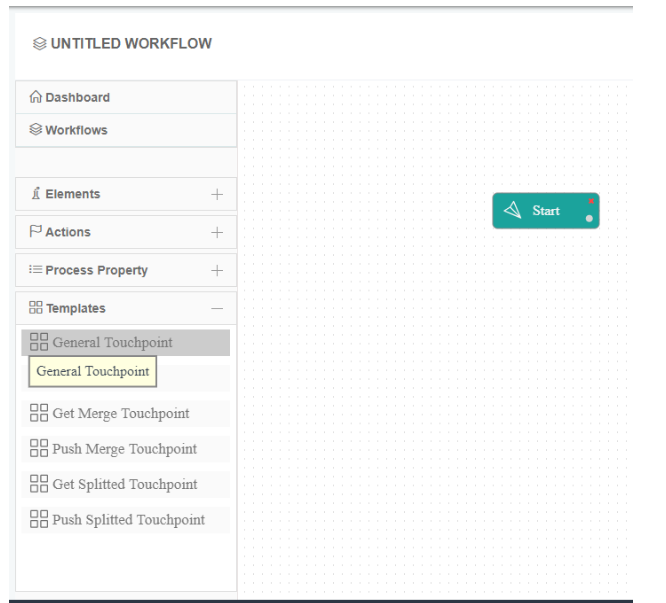 UNTITLED WORKFLOW
Dashboard
Workflows
Elements
Start
Actions
Process Property
Templates
General Touchpoint
General Touchpoint
Get Merge Touchpoint
Push Merge Touchpoint
Get Splitted Touchpoint
Push Splitted Touchpoint